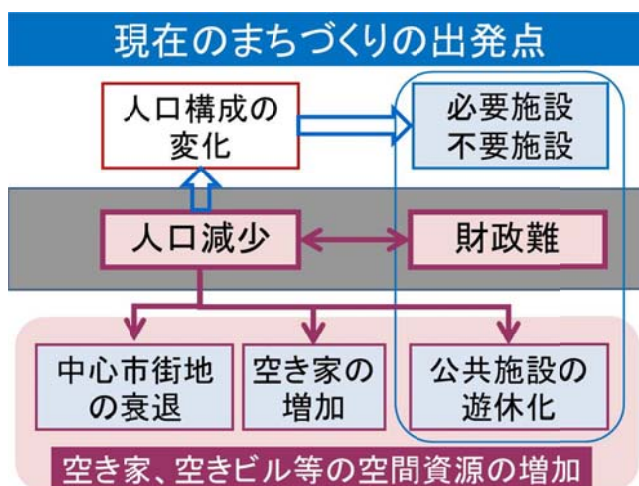 現在のまちづくりの出発点
人口構成の
変化
必要施設
不要施設
人口減少
財政難
中心市街地
の衰退
空き家の
増加
公共施設の
遊休化
空き家、空きビル等の空間資源の増加